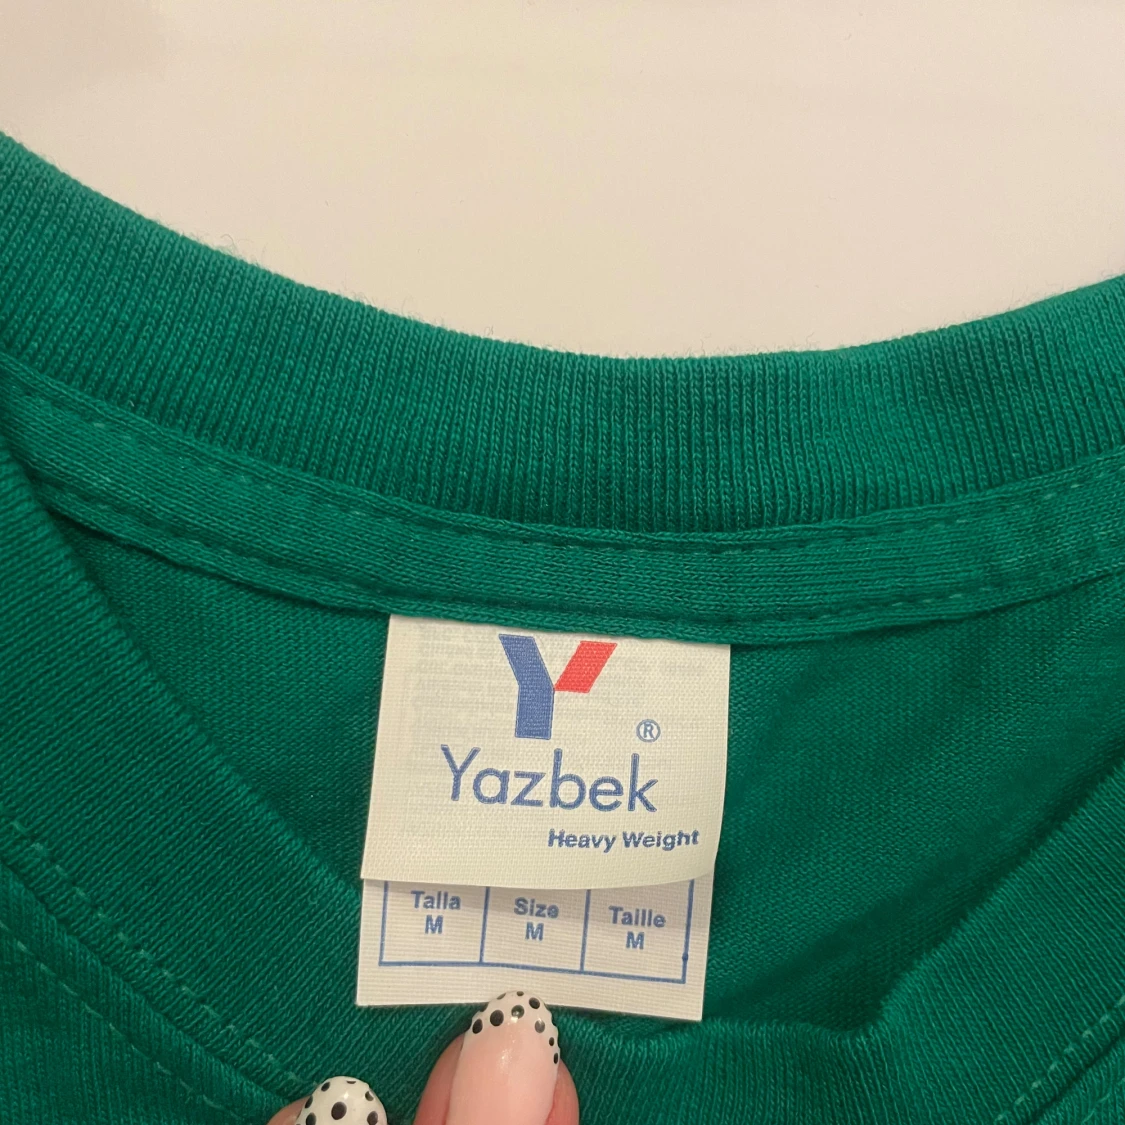 Y
®
Yazbek
Heavy Weight
Talla Size Taille
M M M